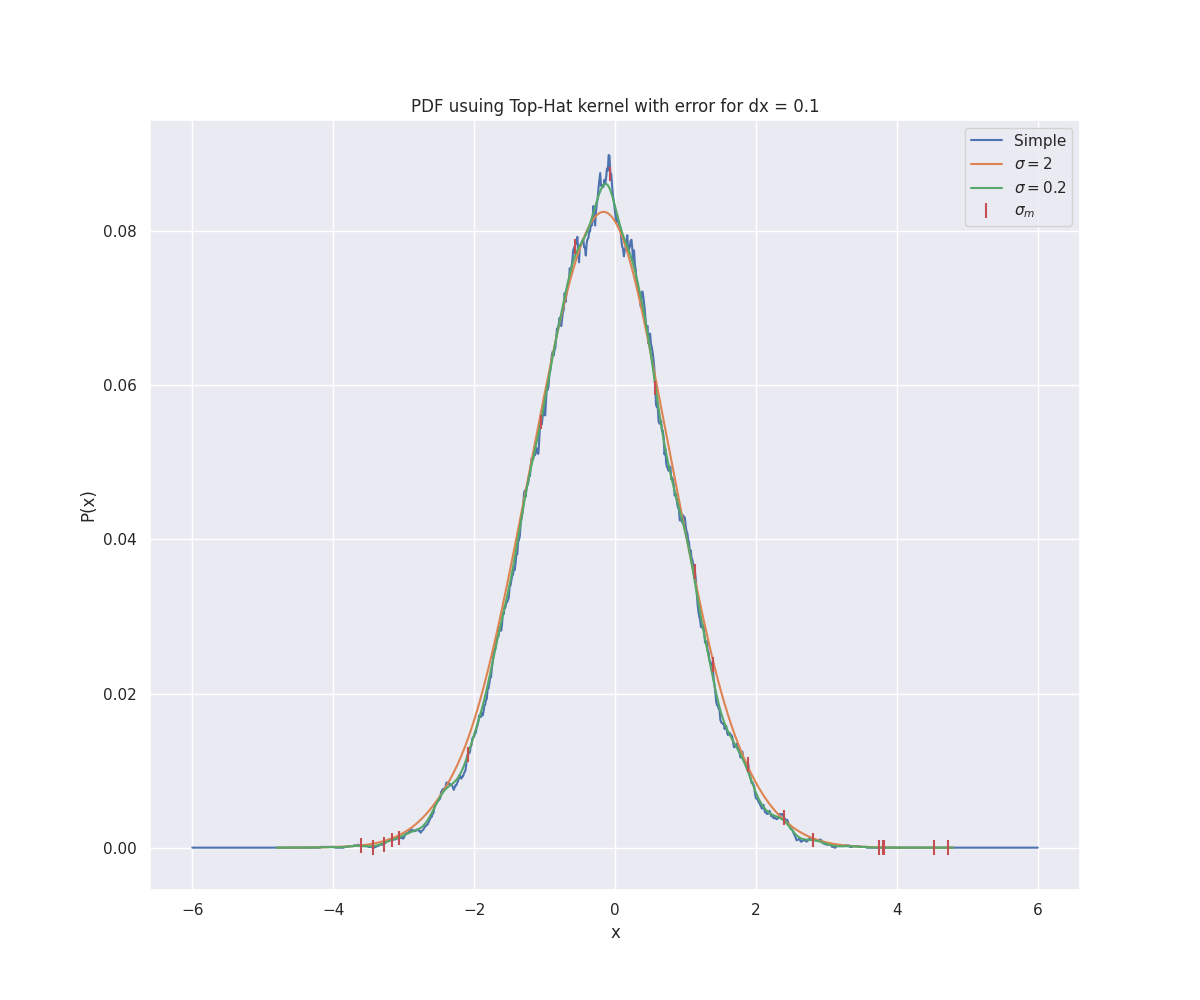 PDF usuing Top-Hat kernel with error for dx = 0.1
Simple
σ = 2
σ = 0.2
σₘ
0.08
0.06
0.04
0.02
0.00
P(x)
−6 −4 −2 0 2 4 6
x